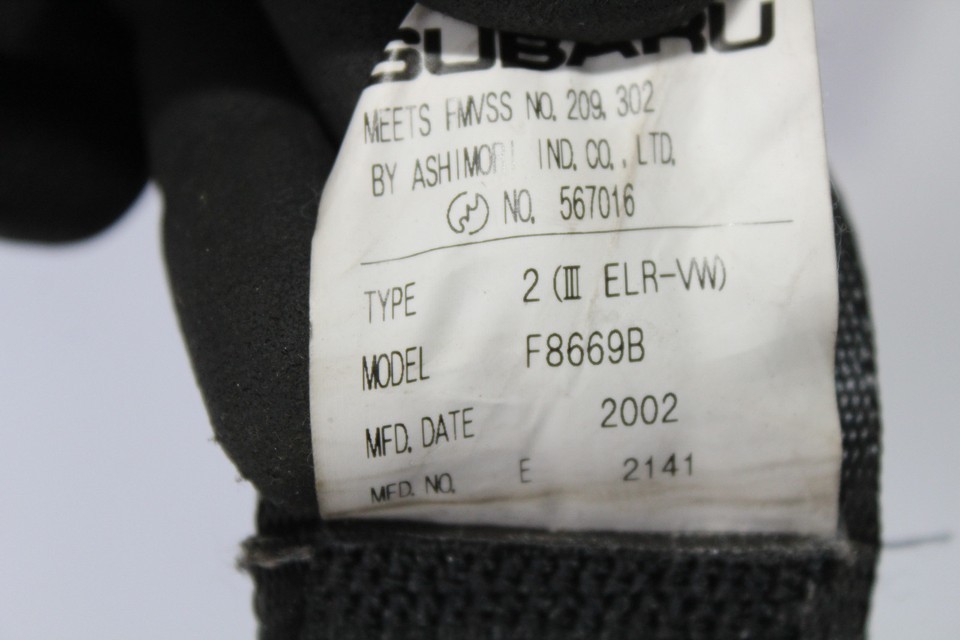 SUBARU
MEETS FMVSS NO. 209, 302
BY ASHIMORI IND. CO., LTD.
NO. 567016
TYPE 2 (III ELR-VW)
MODEL F8669B
MFD. DATE 2002
MFD. NO. E 2141